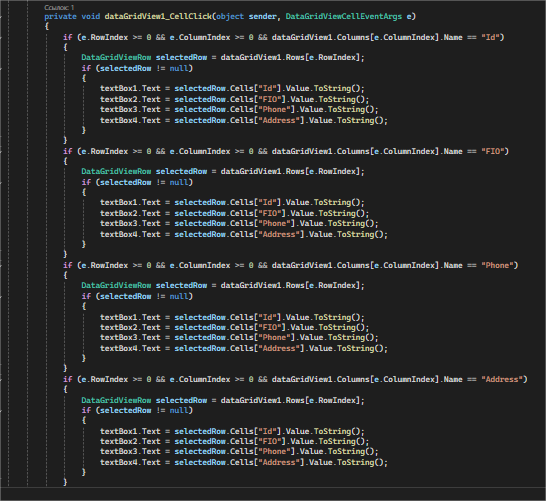 Ссылок: 1
private void dataGridView1_CellClick(object sender, DataGridViewCellEventArgs e)
{
if (e.RowIndex >= 0 && e.ColumnIndex >= 0 && dataGridView1.Columns[e.ColumnIndex].Name == "Id")
{
DataGridViewRow selectedRow = dataGridView1.Rows[e.RowIndex];
if (selectedRow != null)
{
textBox1.Text = selectedRow.Cells["Id"].Value.ToString();
textBox2.Text = selectedRow.Cells["FIO"].Value.ToString();
textBox3.Text = selectedRow.Cells["Phone"].Value.ToString();
textBox4.Text = selectedRow.Cells["Address"].Value.ToString();
}
}
if (e.RowIndex >= 0 && e.ColumnIndex >= 0 && dataGridView1.Columns[e.ColumnIndex].Name == "FIO")
{
DataGridViewRow selectedRow = dataGridView1.Rows[e.RowIndex];
if (selectedRow != null)
{
textBox1.Text = selectedRow.Cells["Id"].Value.ToString();
textBox2.Text = selectedRow.Cells["FIO"].Value.ToString();
textBox3.Text = selectedRow.Cells["Phone"].Value.ToString();
textBox4.Text = selectedRow.Cells["Address"].Value.ToString();
}
}
if (e.RowIndex >= 0 && e.ColumnIndex >= 0 && dataGridView1.Columns[e.ColumnIndex].Name == "Phone")
{
DataGridViewRow selectedRow = dataGridView1.Rows[e.RowIndex];
if (selectedRow != null)
{
textBox1.Text = selectedRow.Cells["Id"].Value.ToString();
textBox2.Text = selectedRow.Cells["FIO"].Value.ToString();
textBox3.Text = selectedRow.Cells["Phone"].Value.ToString();
textBox4.Text = selectedRow.Cells["Address"].Value.ToString();
}
}
if (e.RowIndex >= 0 && e.ColumnIndex >= 0 && dataGridView1.Columns[e.ColumnIndex].Name == "Address")
{
DataGridViewRow selectedRow = dataGridView1.Rows[e.RowIndex];
if (selectedRow != null)
{
textBox1.Text = selectedRow.Cells["Id"].Value.ToString();
textBox2.Text = selectedRow.Cells["FIO"].Value.ToString();
textBox3.Text = selectedRow.Cells["Phone"].Value.ToString();
textBox4.Text = selectedRow.Cells["Address"].Value.ToString();
}
}